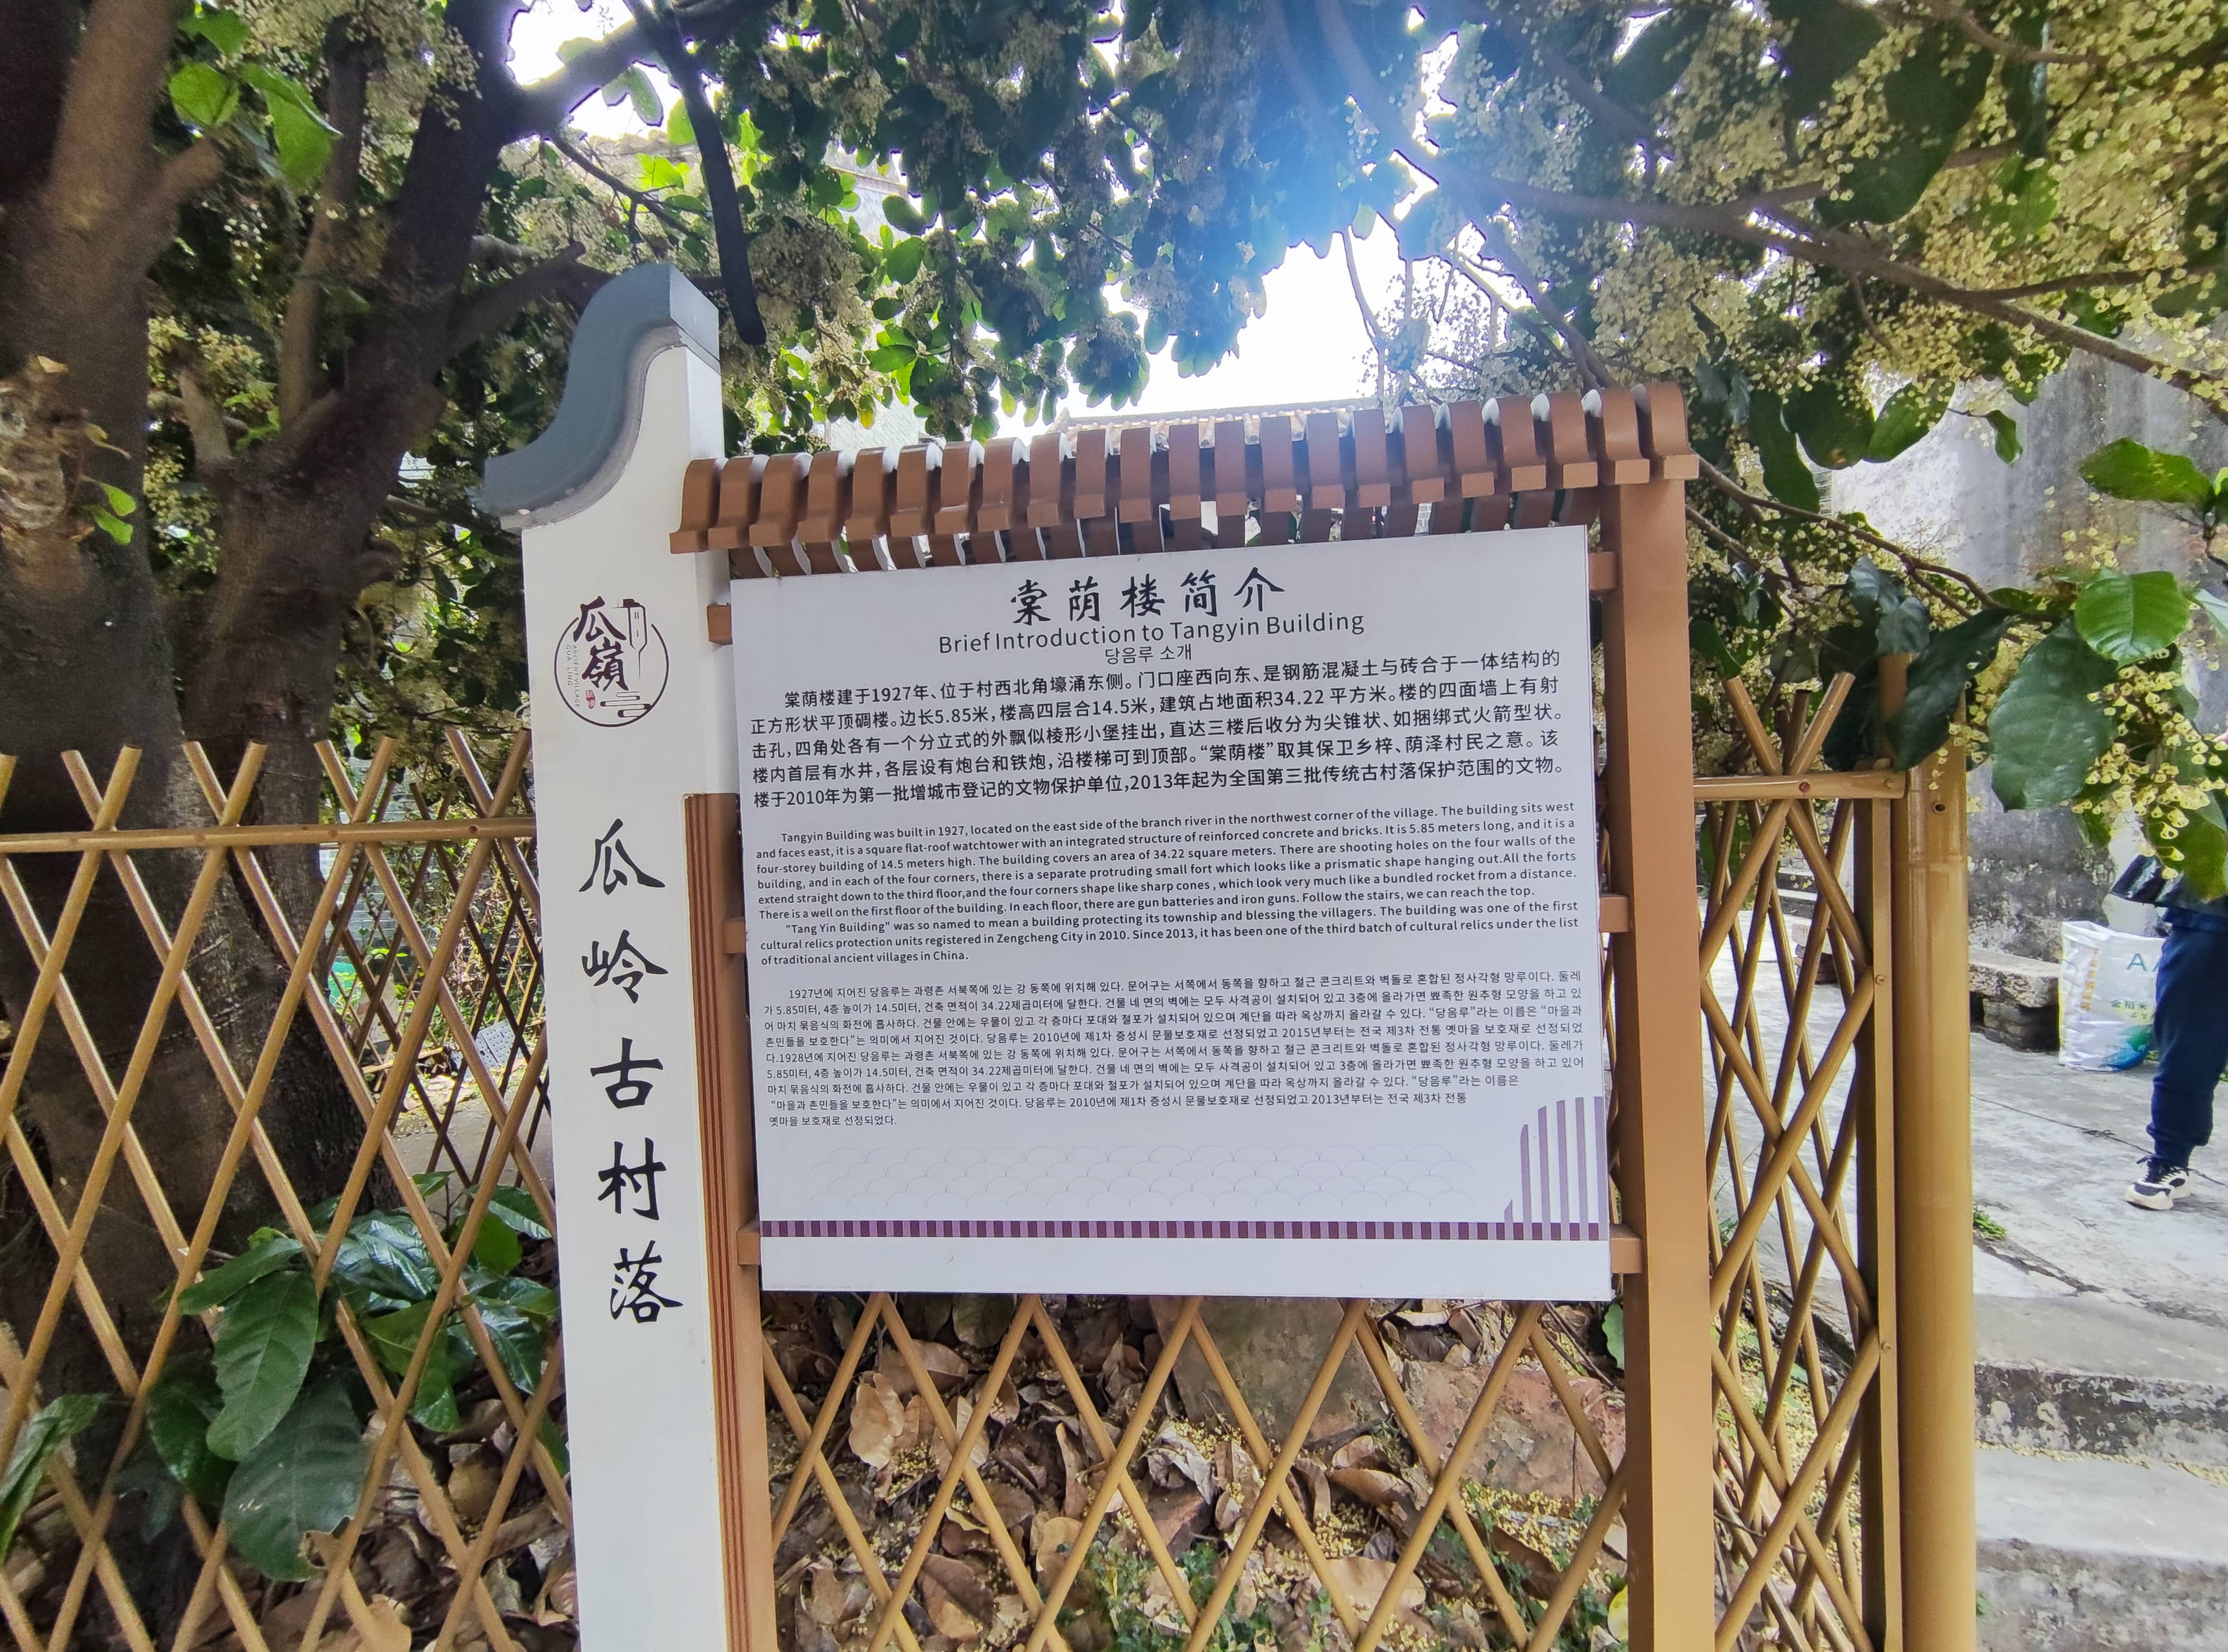 瓜嶺
ANCIENT VILLAGE
GUA LING
瓜岭古村落
棠荫楼简介
Brief Introduction to Tangyin Building
당음루 소개
棠荫楼建于1927年、位于村西北角壕涌东侧。门口座西向东、是钢筋混凝土与砖合于一体结构的
正方形状平顶碉楼。边长5.85米，楼高四层合14.5米，建筑占地面积34.22平方米。楼的四面墙上有射
击孔，四角处各有一个分立式的外飘似棱形小堡挂出，直达三楼后收分为尖锥状、如捆绑式火箭型状。
楼内首层有水井，各层设有炮台和铁炮，沿楼梯可到顶部。“棠荫楼”取其保卫乡梓、荫泽村民之意。该
楼于2010年为第一批增城市登记的文物保护单位,2013年起为全国第三批传统古村落保护范围的文物。
Tangyin Building was built in 1927, located on the east side of the branch river in the northwest corner of the village. The building sits west
and faces east, it is a square flat-roof watchtower with an integrated structure of reinforced concrete and bricks. It is 5.85 meters long, and it is a
four-storey building of 14.5 meters high. The building covers an area of 34.22 square meters. There are shooting holes on the four walls of the
building, and in each of the four corners, there is a separate protruding small fort which looks like a prismatic shape hanging out.All the forts
extend straight down to the third floor,and the four corners shape like sharp cones , which look very much like a bundled rocket from a distance.
There is a well on the first floor of the building. In each floor, there are gun batteries and iron guns. Follow the stairs, we can reach the top.
“Tang Yin Building” was so named to mean a building protecting its township and blessing the villagers. The building was one of the first
cultural relics protection units registered in Zengcheng City in 2010. Since 2013, it has been one of the third batch of cultural relics under the list
of traditional ancient villages in China.
1927년에 지어진 당음루는 과령촌 서북쪽에 있는 강 동쪽에 위치해 있다. 문어구는 서쪽에서 동쪽을 향하고 철근 콘크리트와 벽돌로 혼합된 정사각형 망루이다. 둘레
가 5.85미터, 4층 높이가 14.5미터, 건축 면적이 34.22제곱미터에 달한다. 건물 네 면의 벽에는 모두 사격공이 설치되어 있고 3층에 올라가면 뾰족한 원추형 모양을 하고 있
어 마치 묶음식의 화전에 흡사하다. 건물 안에는 우물이 있고 각 층마다 포대와 철포가 설치되어 있으며 계단을 따라 옥상까지 올라갈 수 있다. “당음루”라는 이름은 “마을과
촌민들을 보호한다”는 의미에서 지어진 것이다. 당음루는 2010년에 제1차 증성시 문물보호재로 선정되었고 2015년부터는 전국 제3차 전통 옛마을 보호재로 선정되었
다.1928년에 지어진 당음루는 과령촌 서북쪽에 있는 강 동쪽에 위치해 있다. 문어구는 서쪽에서 동쪽을 향하고 철근 콘크리트와 벽돌로 혼합된 정사각형 망루이다. 둘레가
5.85미터, 4층 높이가 14.5미터, 건축 면적이 34.22제곱미터에 달한다. 건물 네 면의 벽에는 모두 사격공이 설치되어 있고 3층에 올라가면 뾰족한 원추형 모양을 하고 있어
마치 묶음식의 화전에 흡사하다. 건물 안에는 우물이 있고 각 층마다 포대와 철포가 설치되어 있으며 계단을 따라 옥상까지 올라갈 수 있다. “당음루”라는 이름은
“마을과 촌민들을 보호한다”는 의미에서 지어진 것이다. 당음루는 2010년에 제1차 증성시 문물보호재로 선정되었고 2013년부터는 전국 제3차 전통
옛마을 보호재로 선정되었다.